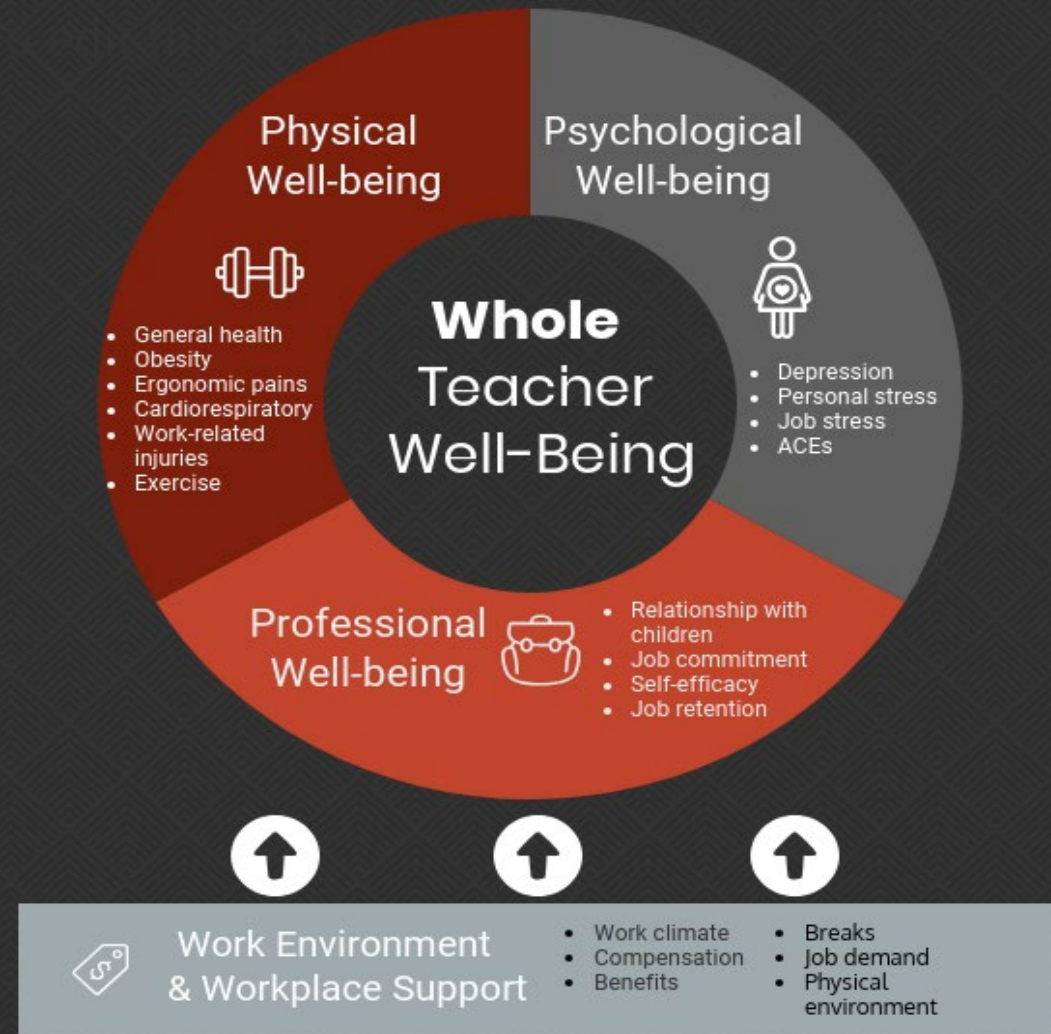 Physical
Well-being
General health
Obesity
Ergonomic pains
Cardiorespiratory
Work-related
injuries
Exercise
Psychological
Well-being
Depression
Personal stress
Job stress
ACEs
Whole
Teacher
Well-Being
Professional
Well-being
Relationship with
children
Job commitment
Self-efficacy
Job retention
Work Environment
& Workplace Support
Work climate
Compensation
Benefits
Breaks
Job demand
Physical
environment